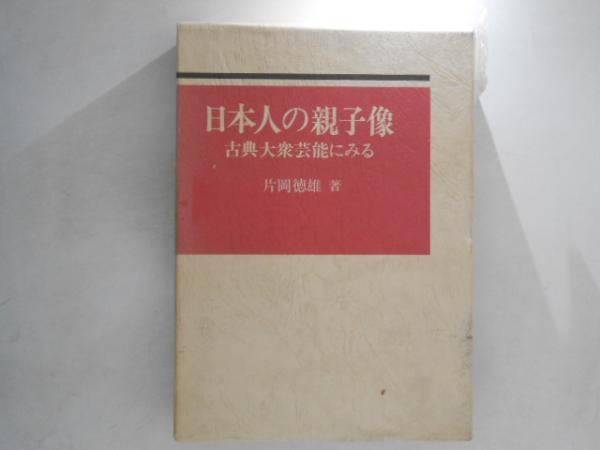 日本人の親子像
古典大衆芸能にみる
片岡徳雄 著